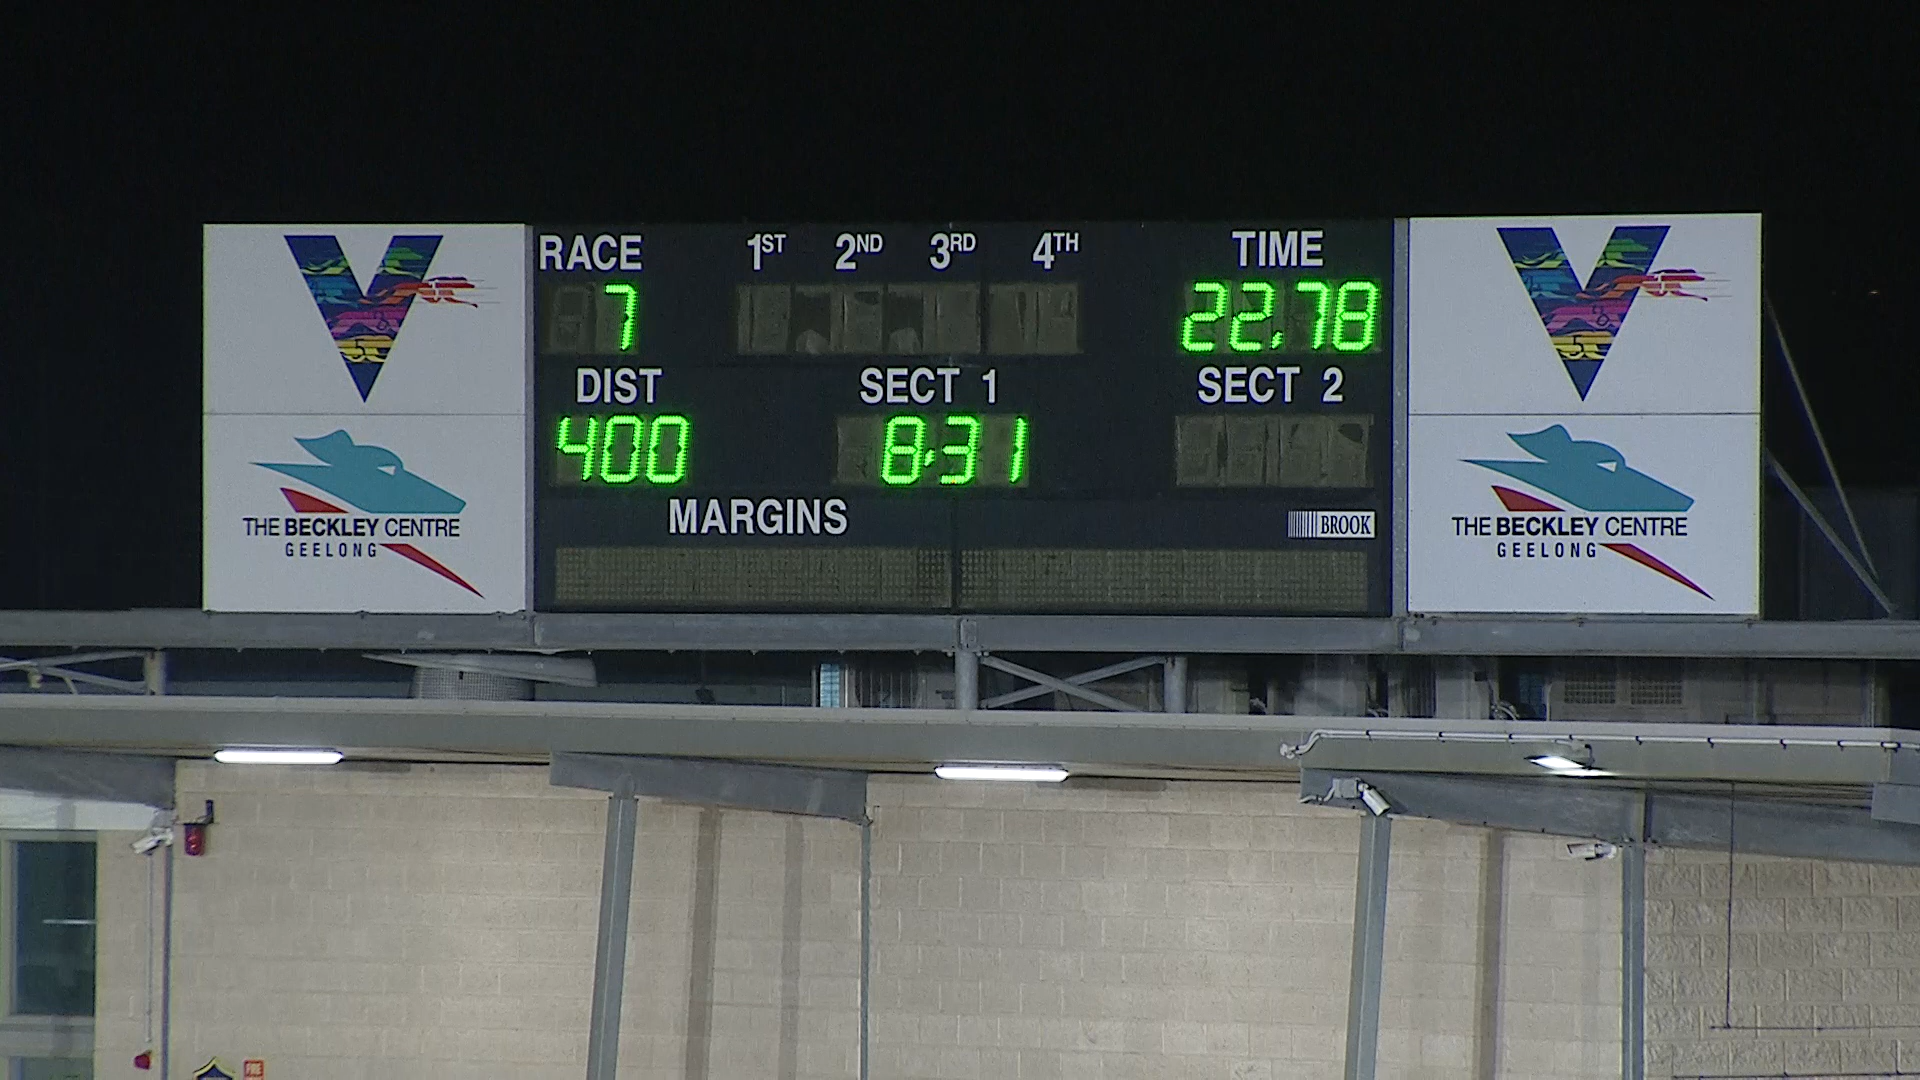 RACE 1ST 2ND 3RD 4TH TIME
7 22.78
DIST SECT 1 SECT 2
400 8.31
MARGINS
BROOK
THE BECKLEY CENTRE
GEELONG
THE BECKLEY CENTRE
GEELONG
FIRE